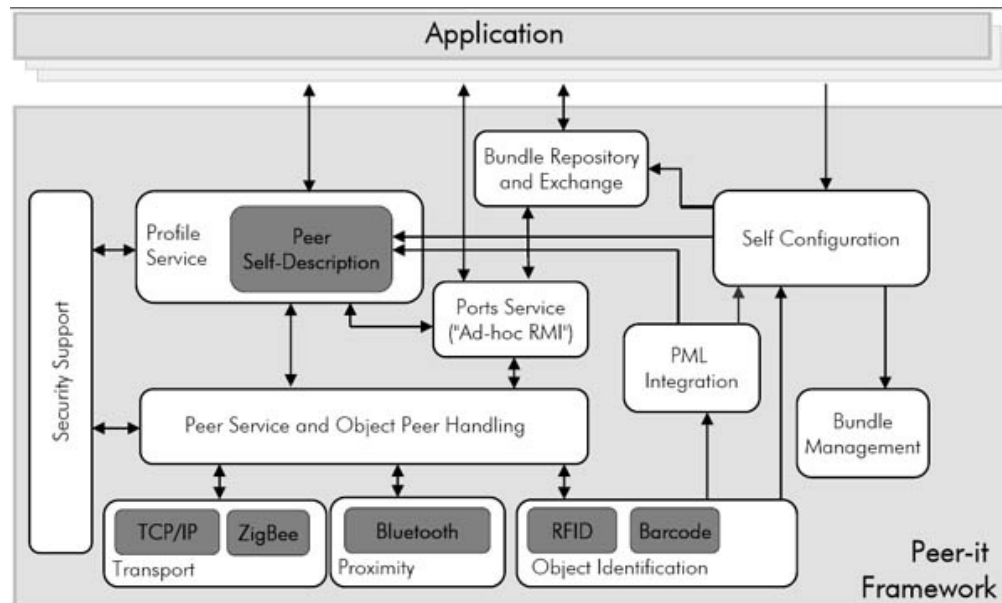 Application
Bundle Repository
and Exchange
Profile
Service
Peer
Self-Description
Self Configuration
Ports Service
("Ad-hoc RMI")
PML
Integration
Security Support
Peer Service and Object Peer Handling
Bundle
Management
TCP/IP
ZigBee
Transport
Bluetooth
Proximity
RFID
Barcode
Object Identification
Peer-it
Framework